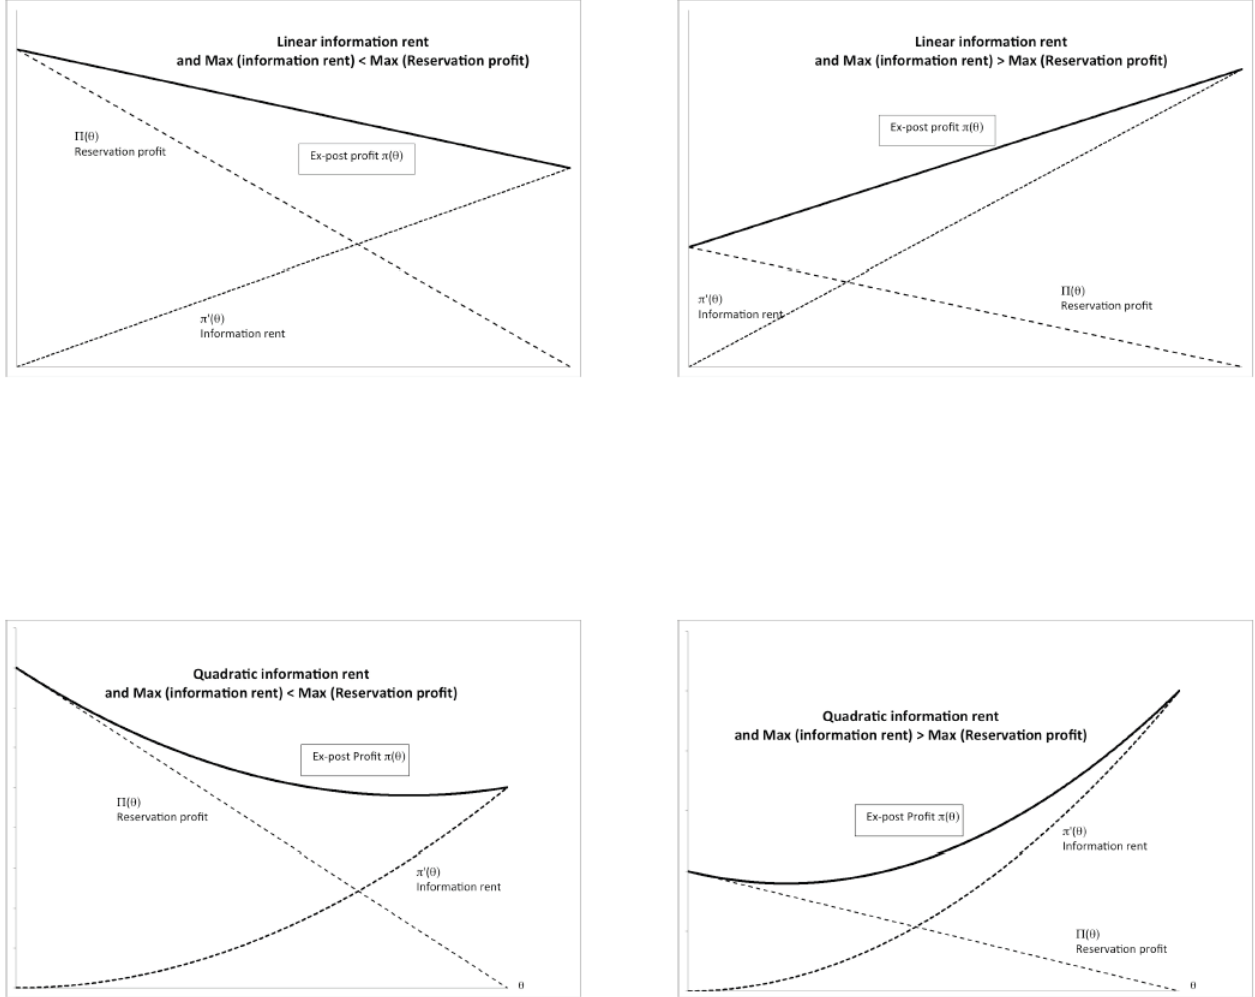 Linear information rent
and Max (information rent) < Max (Reservation profit)
Π(θ)
Reservation profit
Ex-post profit π(θ)
π'(θ)
Information rent
Linear information rent
and Max (information rent) > Max (Reservation profit)
Ex-post profit π(θ)
π'(θ)
Information rent
Π(θ)
Reservation profit
Quadratic information rent
and Max (information rent) < Max (Reservation profit)
Ex-post Profit π(θ)
Π(θ)
Reservation profit
π'(θ)
Information rent
θ
Quadratic information rent
and Max (information rent) > Max (Reservation profit)
Ex-post Profit π(θ)
π'(θ)
Information rent
Π(θ)
Reservation profit
θ